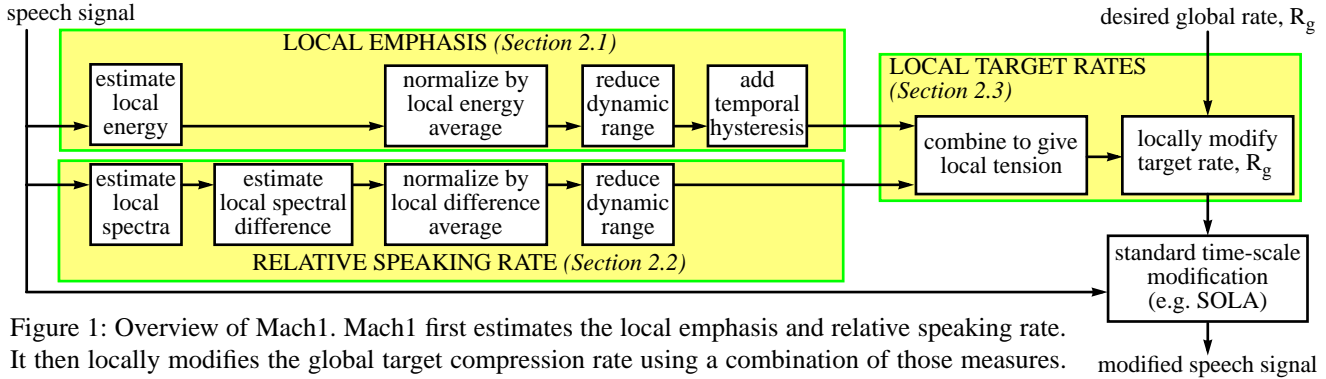 speech signal
desired global rate, R_g
LOCAL EMPHASIS (Section 2.1)
estimate
local
energy
normalize by
local energy
average
reduce
dynamic
range
add
temporal
hysteresis
LOCAL TARGET RATES
(Section 2.3)
combine to give
local tension
locally modify
target rate, R_g
estimate
local
spectra
estimate
local spectral
difference
normalize by
local difference
average
reduce
dynamic
range
RELATIVE SPEAKING RATE (Section 2.2)
standard time-scale
modification
(e.g. SOLA)
modified speech signal
Figure 1: Overview of Mach1. Mach1 first estimates the local emphasis and relative speaking rate.
It then locally modifies the global target compression rate using a combination of those measures.